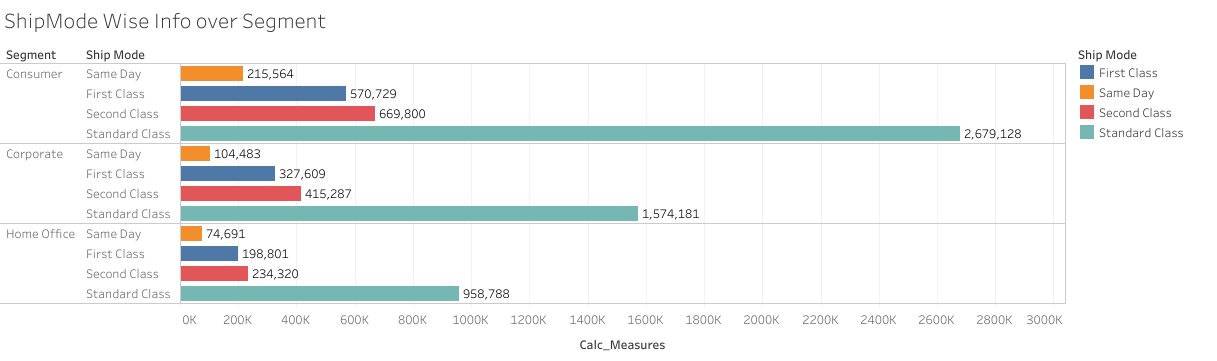 ShipMode Wise Info over Segment
Segment Ship Mode
Consumer Same Day 215,564
First Class 570,729
Second Class 669,800
Standard Class 2,679,128
Corporate Same Day 104,483
First Class 327,609
Second Class 415,287
Standard Class 1,574,181
Home Office Same Day 74,691
First Class 198,801
Second Class 234,320
Standard Class 958,788
0K 200K 400K 600K 800K 1000K 1200K 1400K 1600K 1800K 2000K 2200K 2400K 2600K 2800K 3000K
Calc_Measures
Ship Mode
First Class
Same Day
Second Class
Standard Class